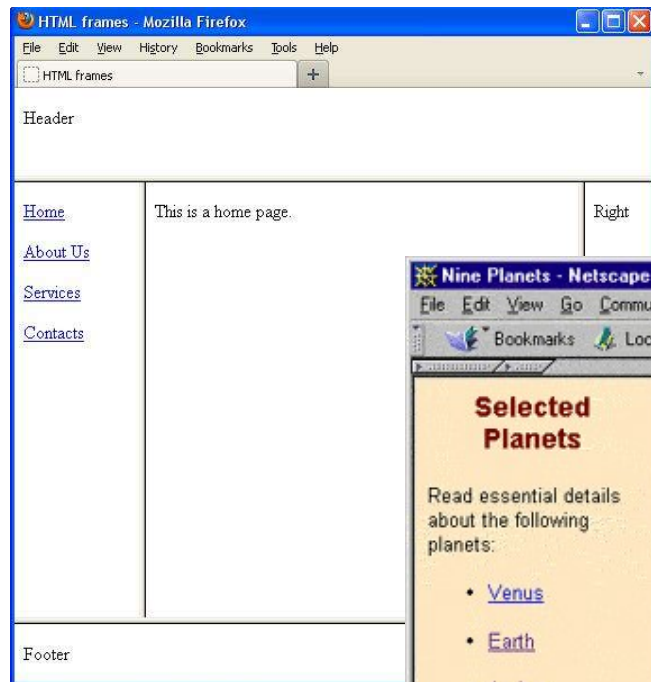 HTML frames - Mozilla Firefox
File Edit View History Bookmarks Tools Help
HTML frames
Header
Home
About Us
Services
Contacts
This is a home page.
Right
Footer
Nine Planets - Netscape
File Edit View Go Commu
Bookmarks Loc
Selected
Planets
Read essential details
about the following
planets:
• Venus
• Earth